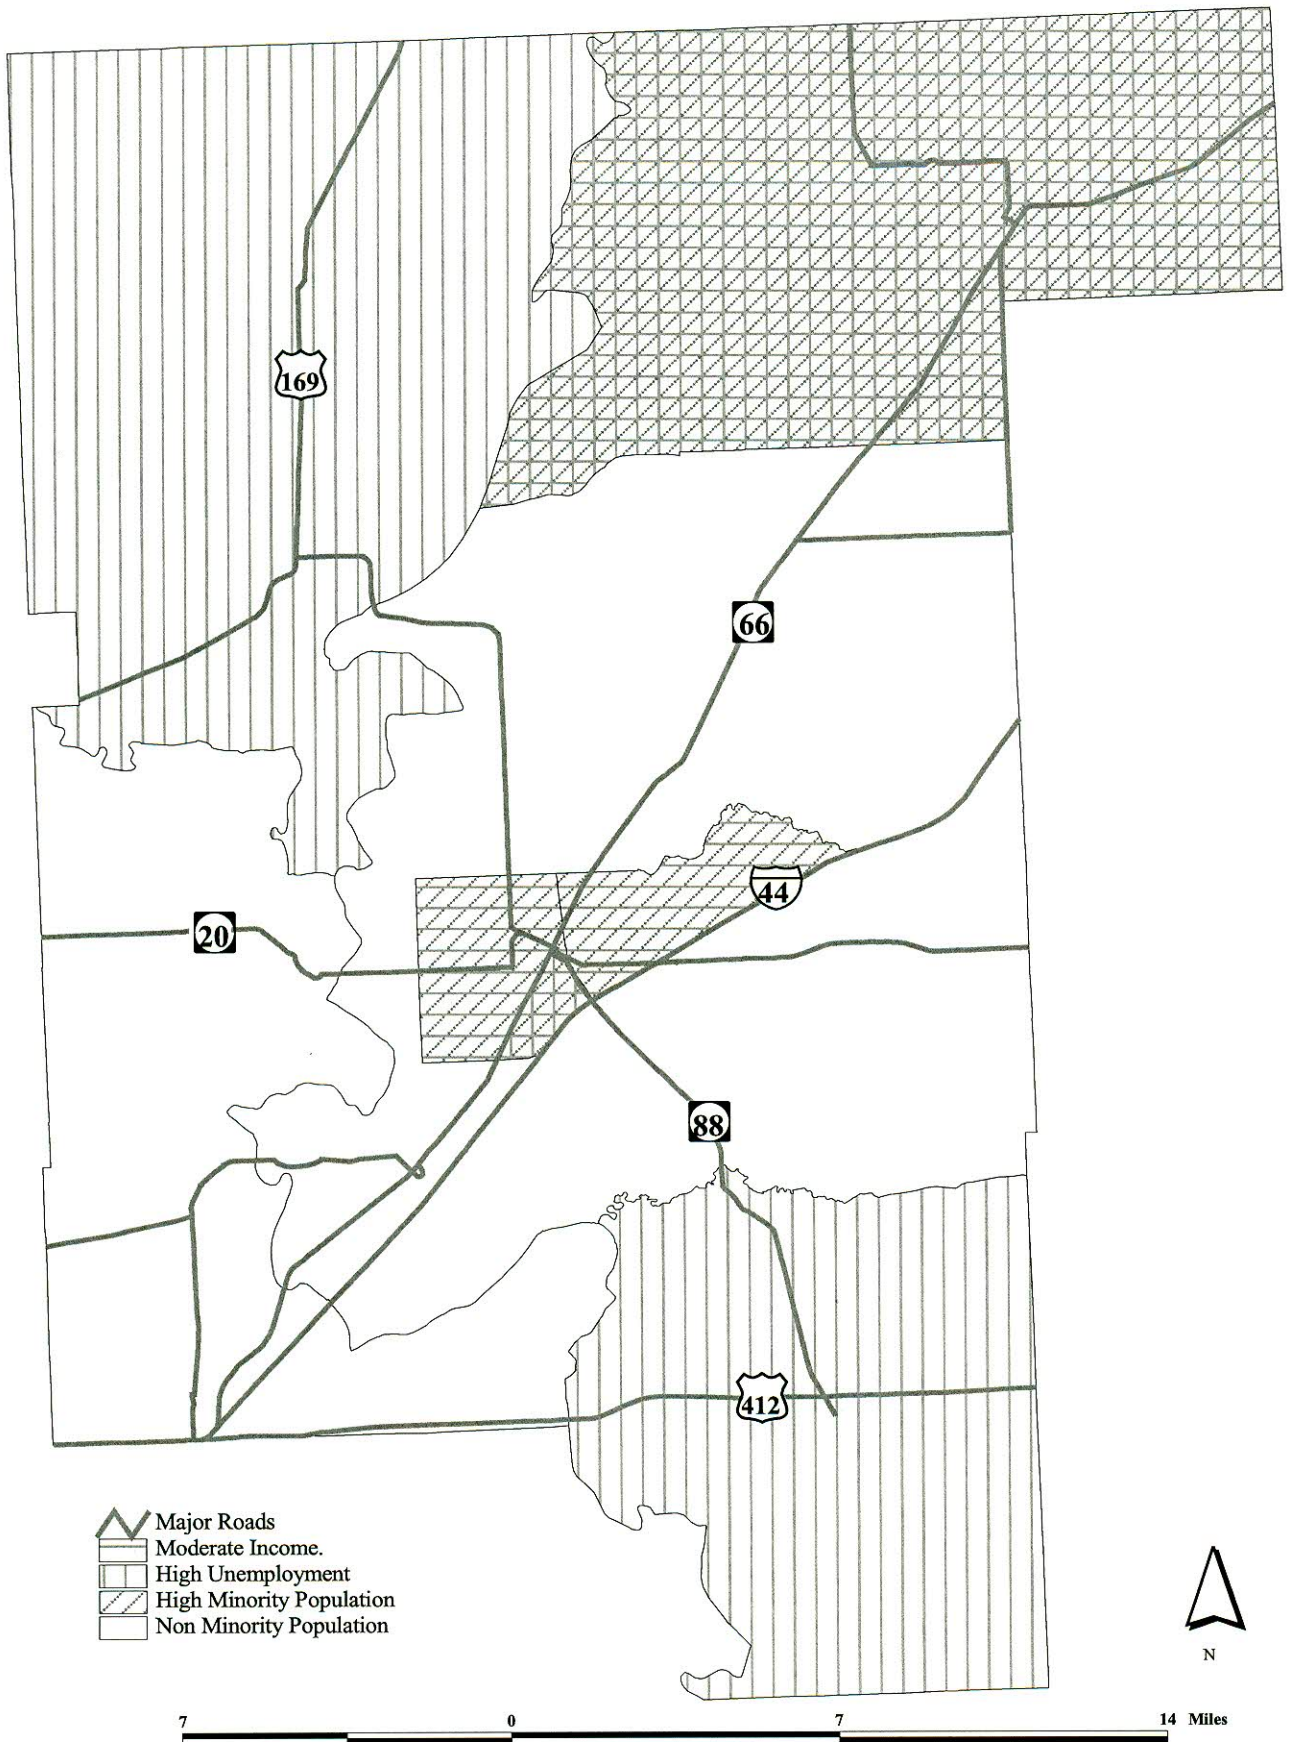 169
66
44
20
88
412
Major Roads
Moderate Income.
High Unemployment
High Minority Population
Non Minority Population
N
7 0 7 14 Miles